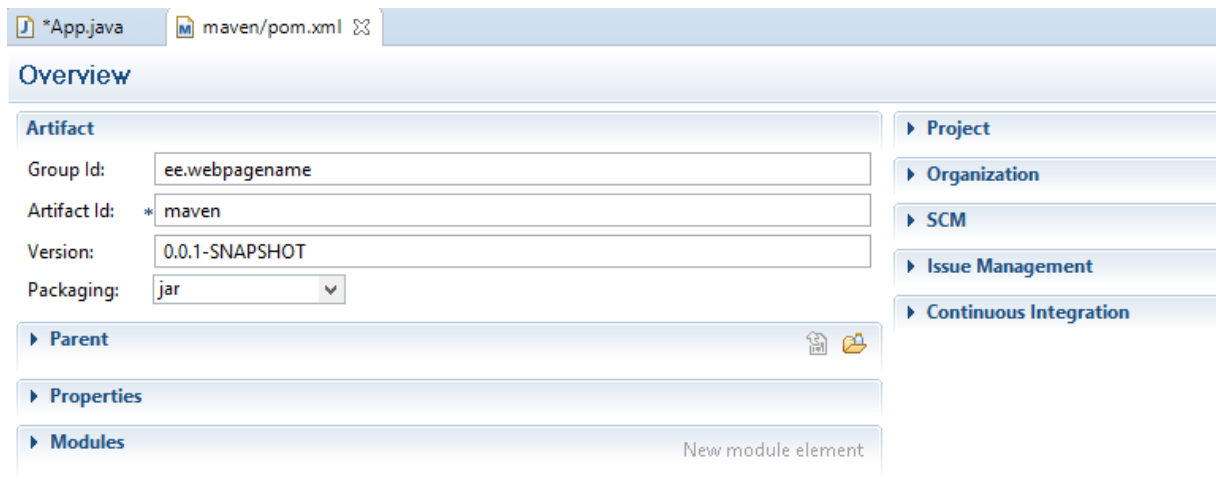 *App.java
maven/pom.xml
Overview
Artifact
Group Id: ee.webpagename
Artifact Id: * maven
Version: 0.0.1-SNAPSHOT
Packaging: jar
Parent
Properties
Modules
New module element
Project
Organization
SCM
Issue Management
Continuous Integration